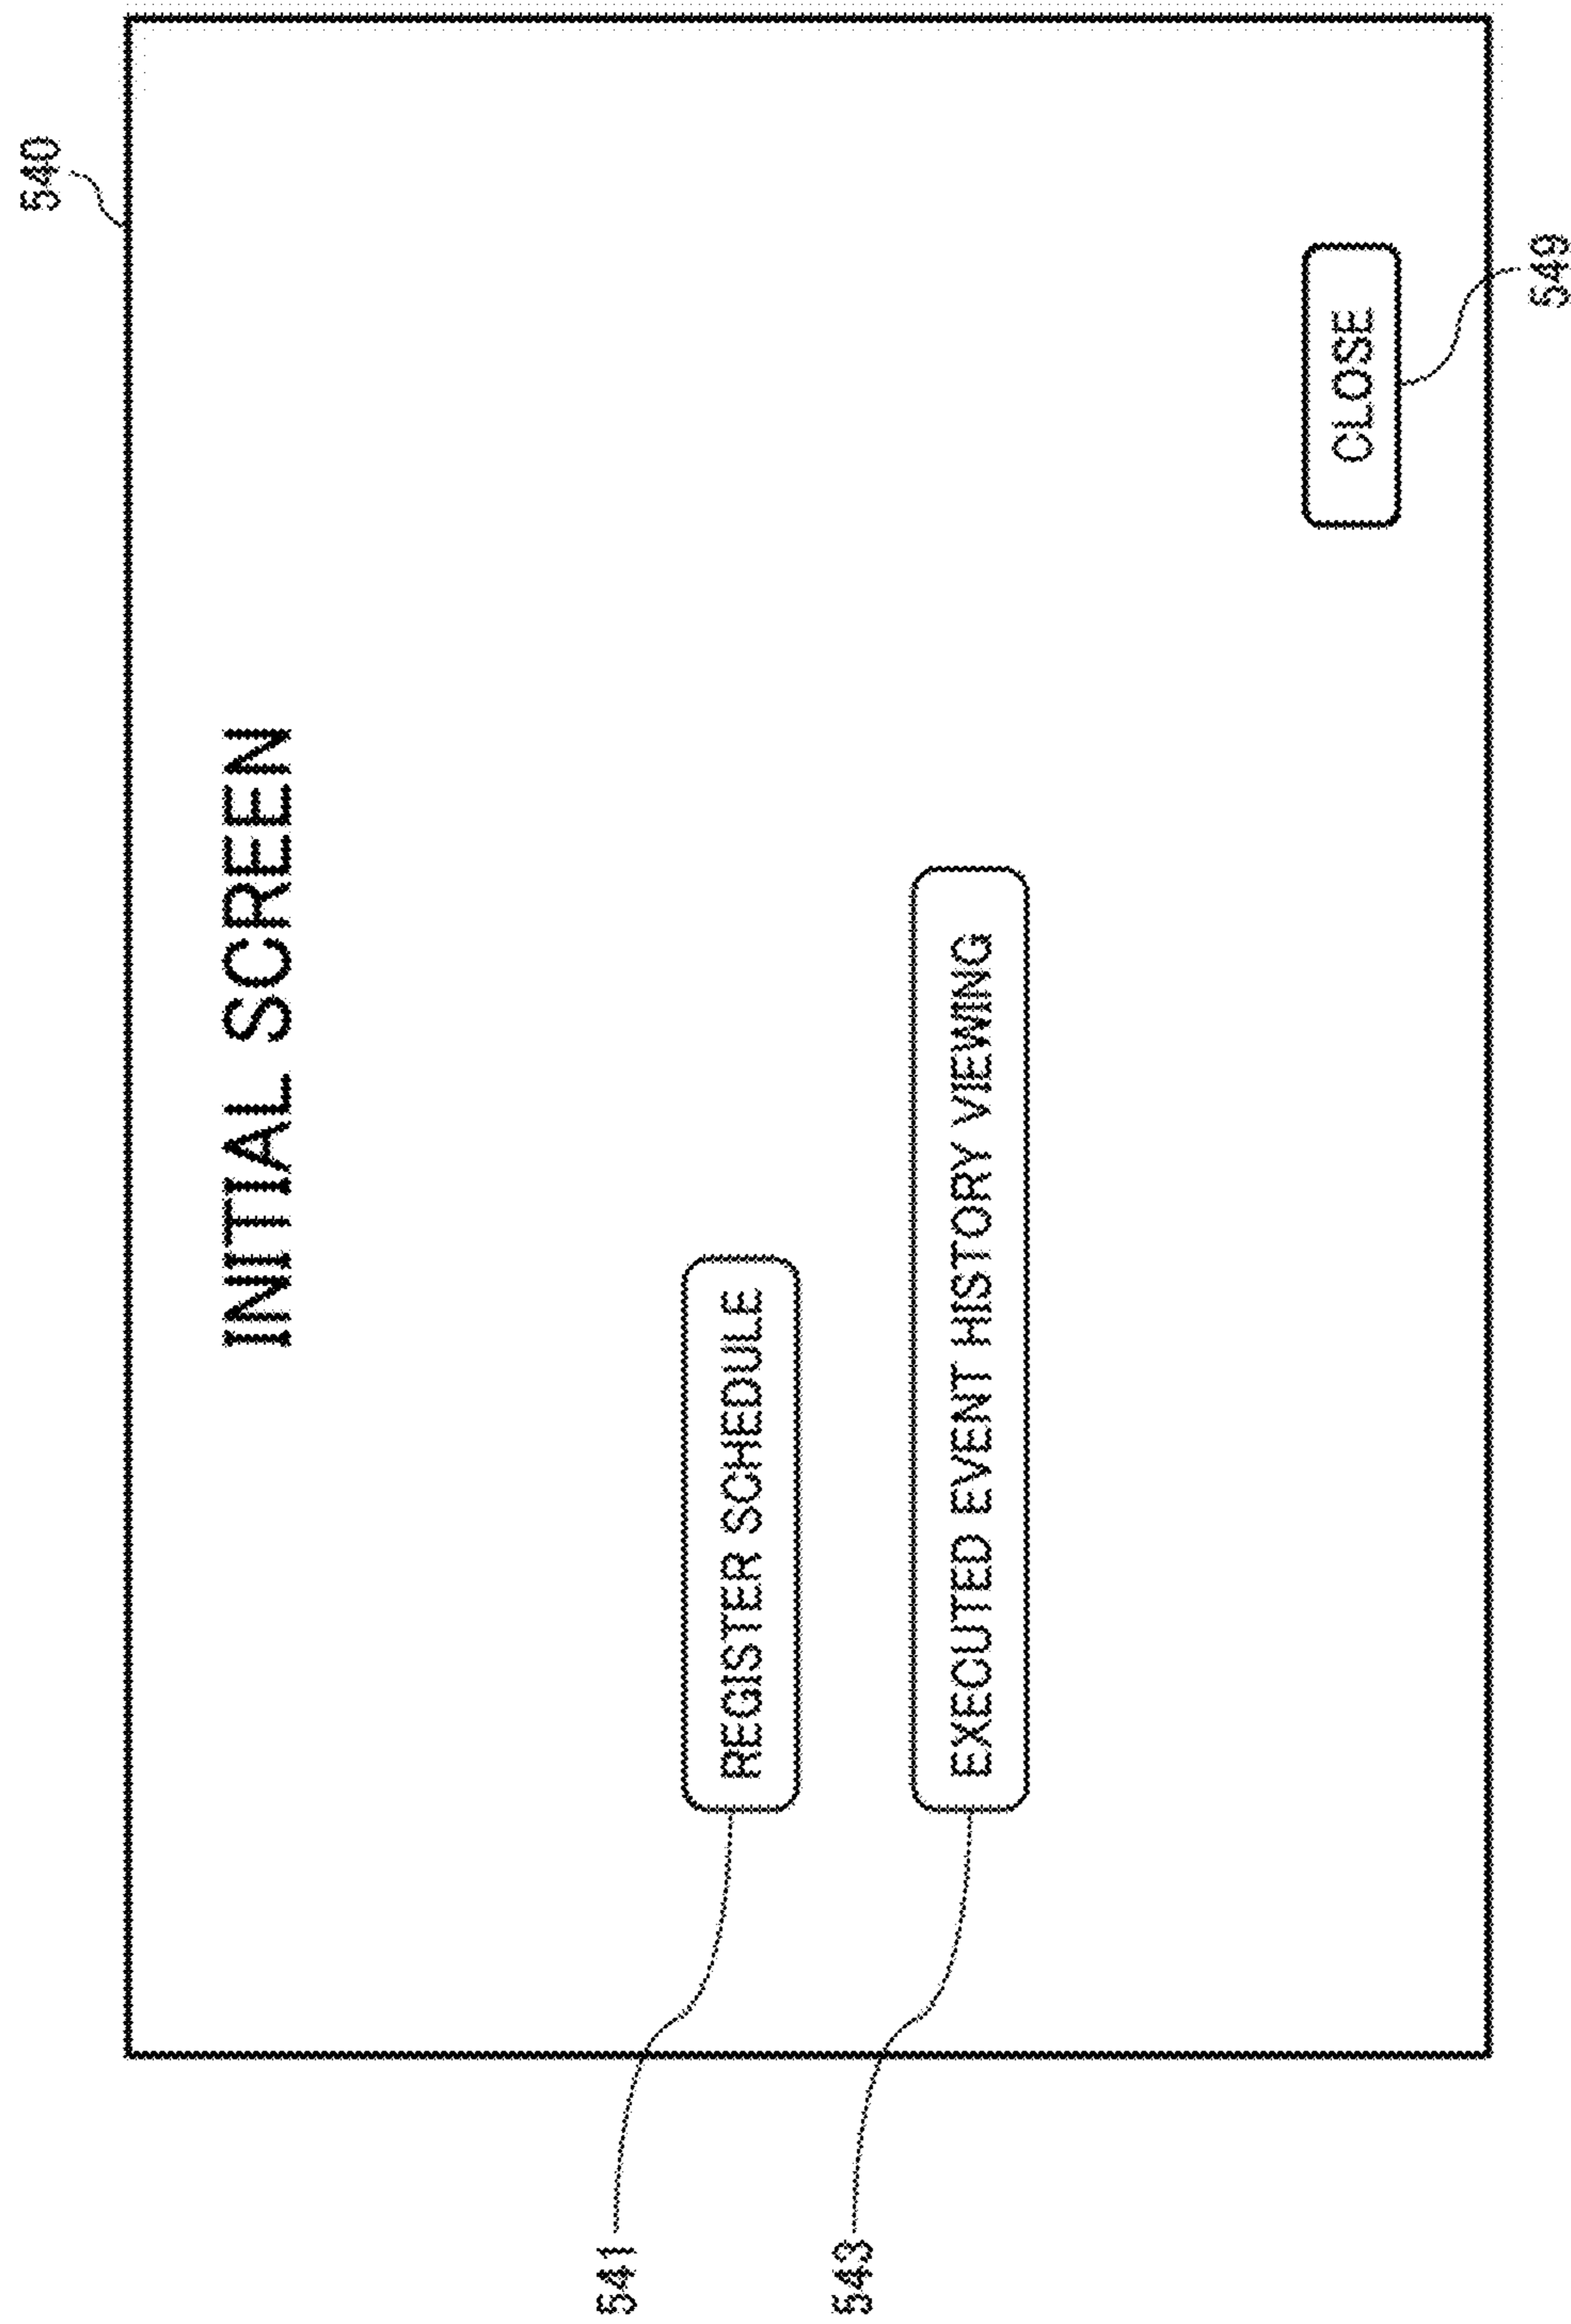 540
INITIAL SCREEN
541
REGISTER SCHEDULE
543
EXECUTED EVENT HISTORY VIEWING
CLOSE
549